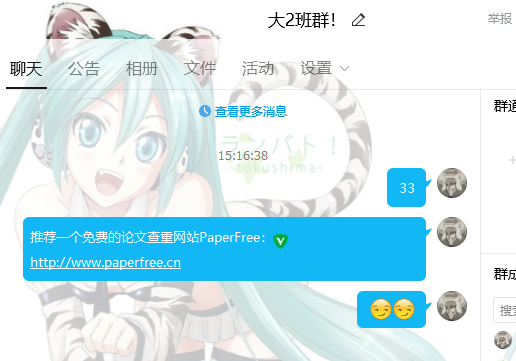 大2班群！
举报
聊天 公告 相册 文件 活动 设置
查看更多消息
ランバト！
-tokushima-
15:16:38
33
推荐一个免费的论文查重网站PaperFree：
http://www.paperfree.cn
群通
群成
搜索